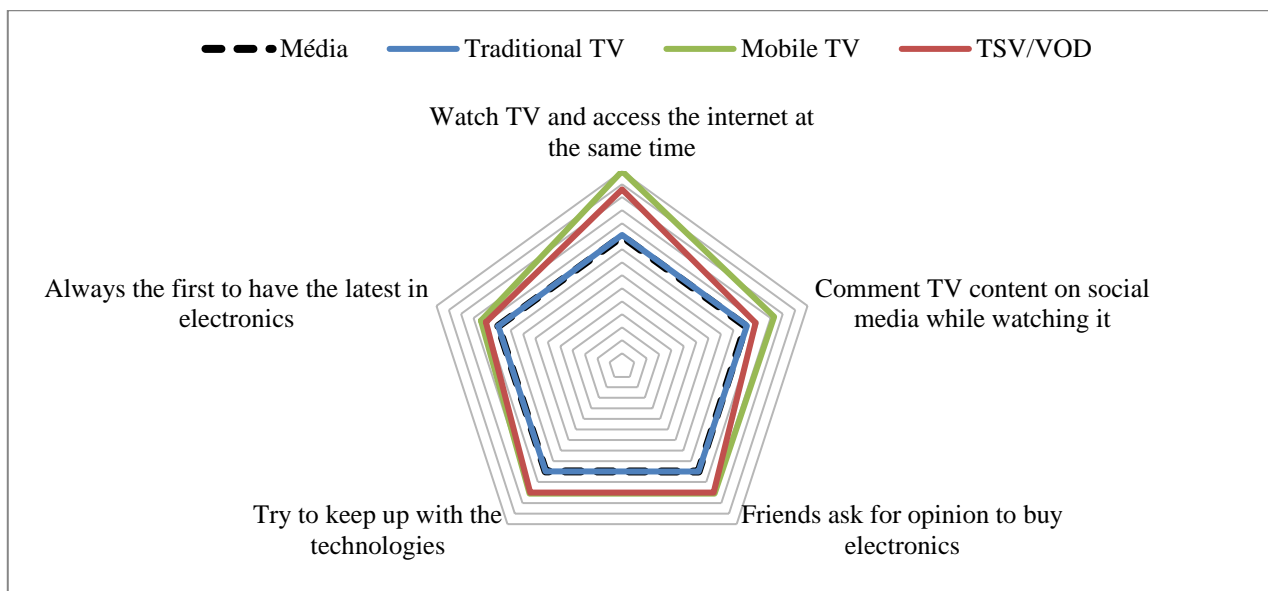 Média Traditional TV Mobile TV TSV/VOD
Watch TV and access the internet at
the same time
Always the first to have the latest in
electronics
Comment TV content on social
media while watching it
Try to keep up with the
technologies
Friends ask for opinion to buy
electronics